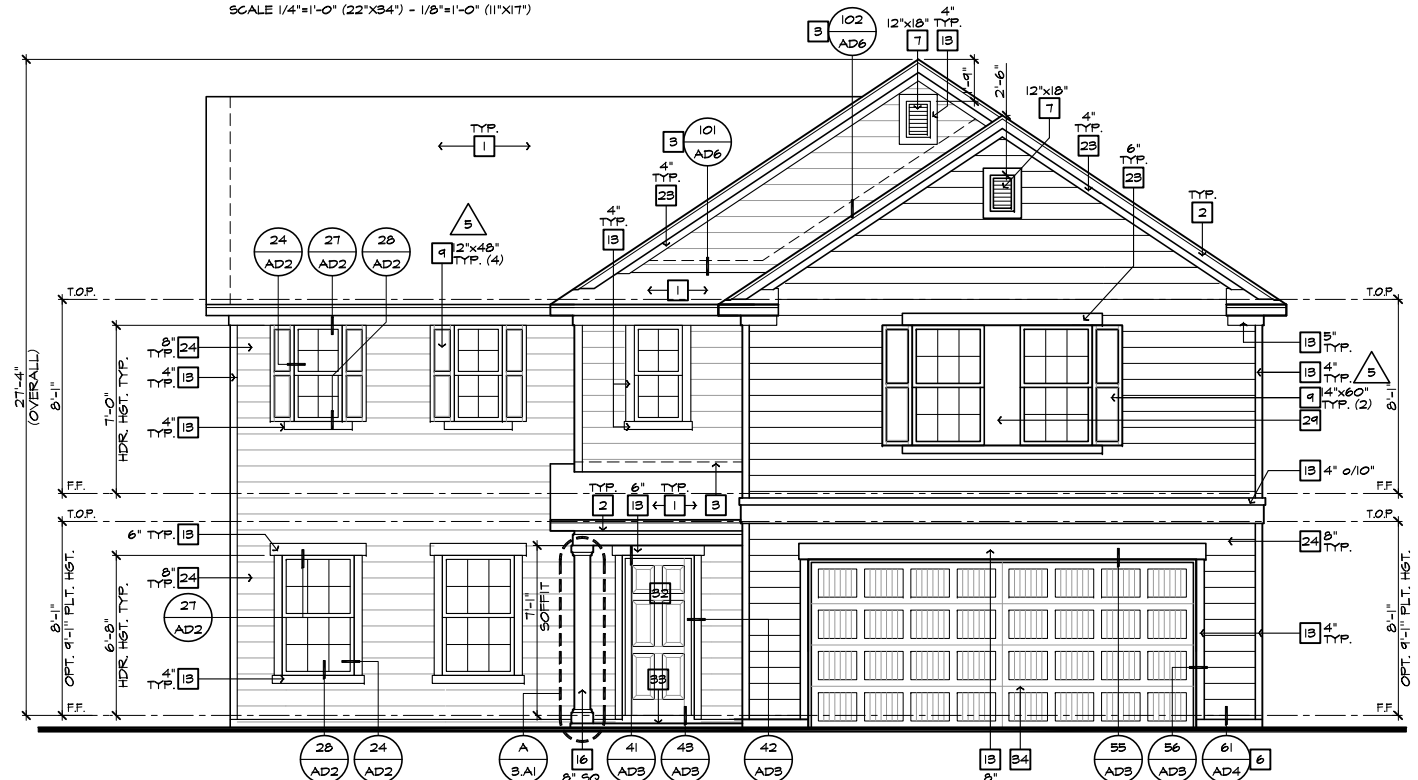 SCALE 1/4"=1'-0" (22"X34") - 1/8"=1'-0" (11"X17")
3 102 AD6
12"x18" 7
4" 13
2'-6"
12"x18" 7
TYP. 1
3 101 AD6
4" TYP. 23
4" TYP. 23
6" TYP. 23
TYP. 2
4" TYP. 13
5
9 12"x48" TYP. (4)
24 AD2
27 AD2
28 AD2
1
T.O.P.
T.O.P.
27'-4" (OVERALL)
8'-1"
7'-0" HDR. HGT. TYP.
8" TYP. 24
4" TYP. 13
4" TYP. 13
13 5" TYP.
13 4" TYP.
5
9 14"x60" TYP. (2)
29
8'-1"
13 4" o/10"
F.F.
F.F.
TYP. 2
6" 13
TYP. 1
3
T.O.P.
T.O.P.
6" TYP. 13
8" TYP. 24
24 8" TYP.
27 AD2
8'-1"
OPT. 9'-1" PLT. HGT.
6'-8" HDR. HGT. TYP.
7'-1" SOFFIT
32
33
4" TYP. 13
13 4" TYP.
8'-1"
OPT. 9'-1" PLT. HGT.
34
F.F.
F.F.
28 AD2
24 AD2
A 3.A1
16 8" SQ
41 AD3
43 AD3
42 AD3
13 8"
55 AD3
56 AD3
61 AD4
6